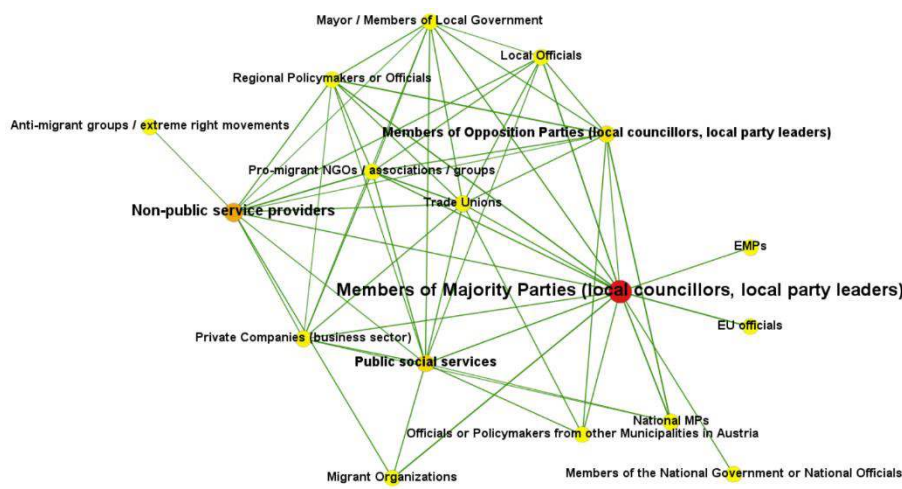 Mayor / Members of Local Government
Local Officials
Regional Policymakers or Officials
Anti-migrant groups / extreme right movements
Members of Opposition Parties (local councillors, local party leaders)
Pro-migrant NGOs / associations / groups
Trade Unions
Non-public service providers
EMPs
Members of Majority Parties (local councillors, local party leaders)
EU officials
Private Companies (business sector)
Public social services
National MPs
Officials or Policymakers from other Municipalities in Austria
Migrant Organizations
Members of the National Government or National Officials